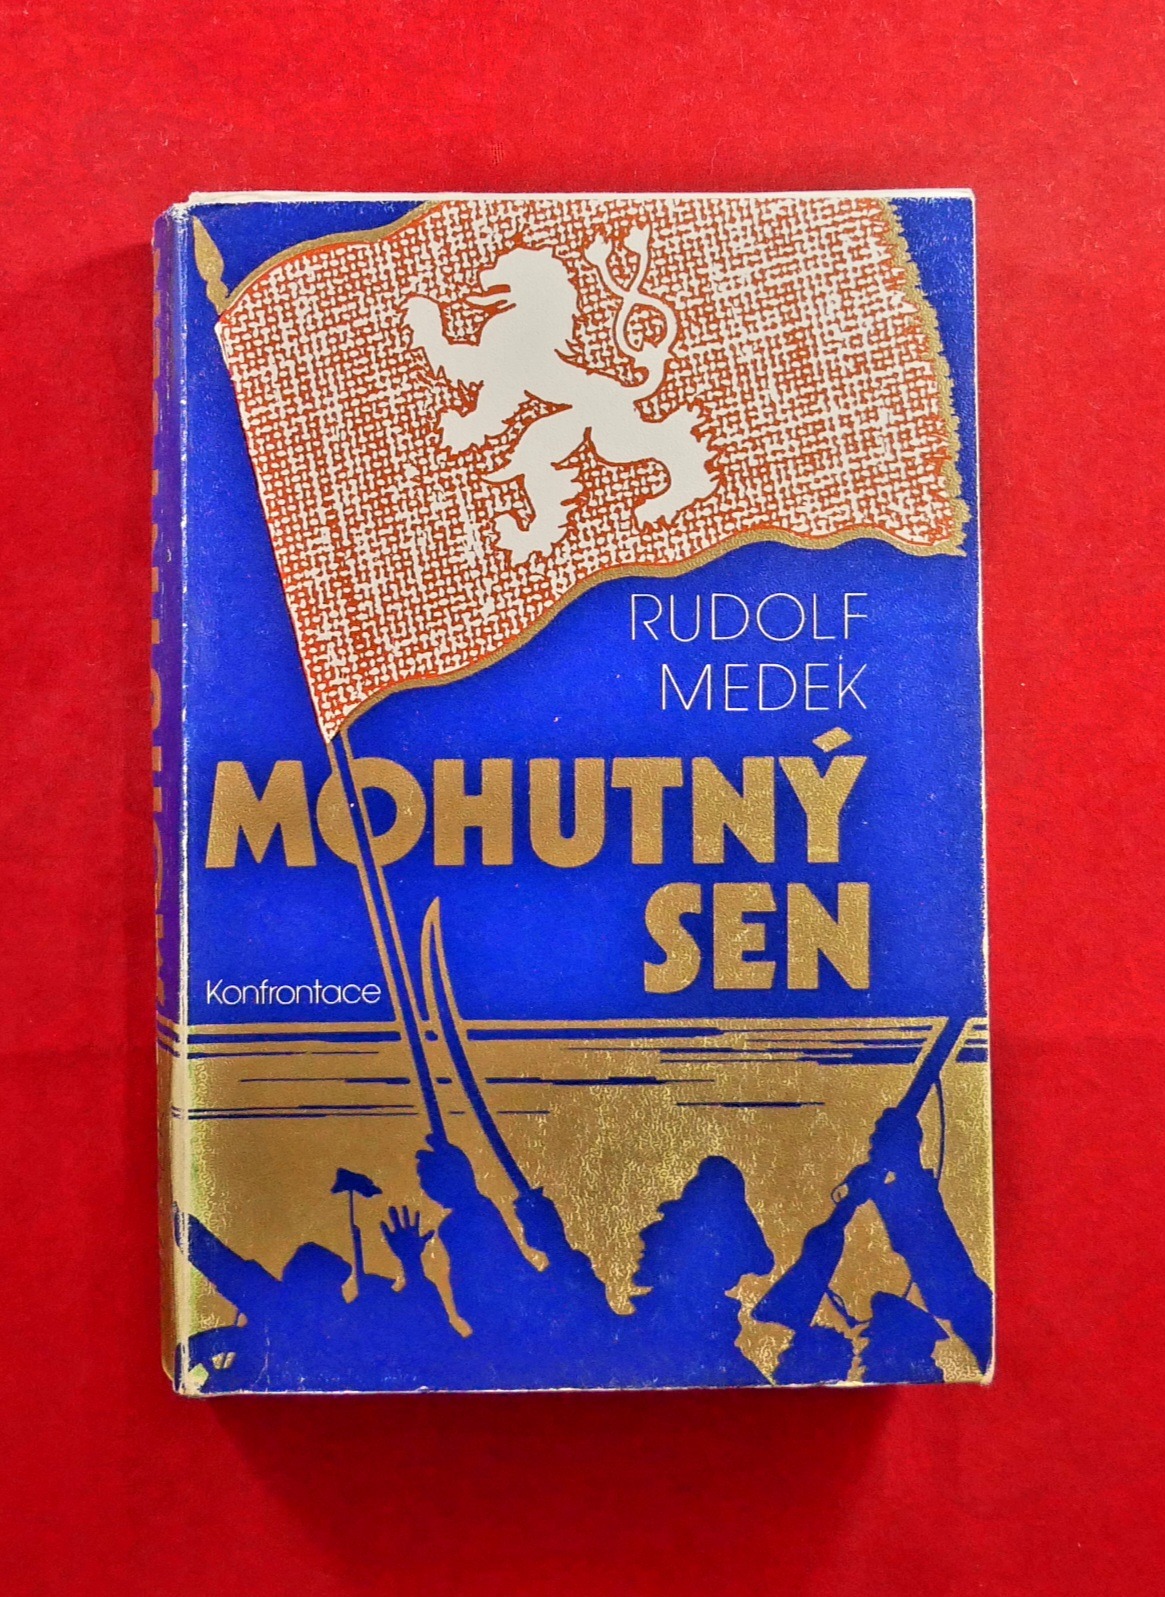 RUDOLF
MEDEK
MOHUTNÝ
SEN
Konfrontace